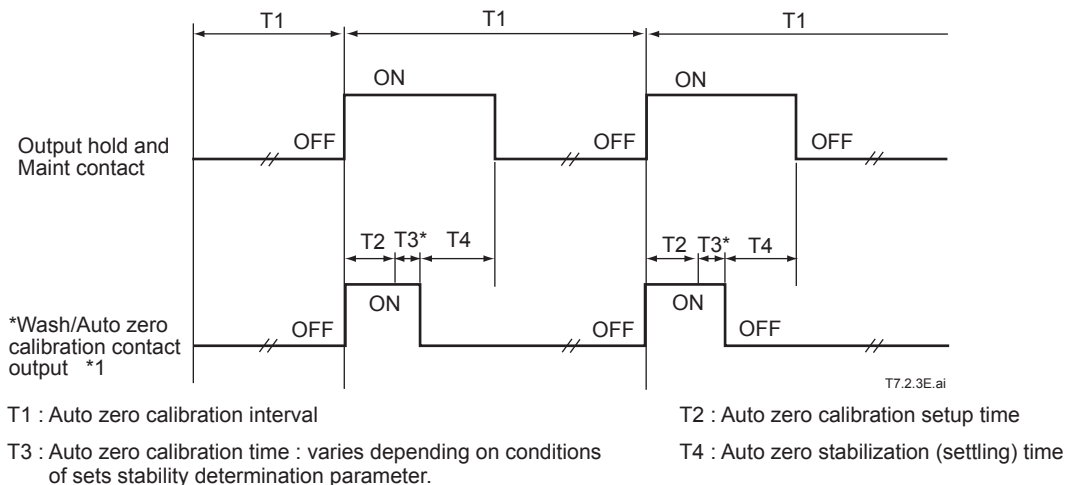 T1 T1 T1
ON ON
Output hold and
Maint contact
OFF OFF OFF
T2 T3* T4 T2 T3* T4
ON ON
*Wash/Auto zero
calibration contact
output *1
OFF OFF OFF OFF
T7.2.3E.ai
T1 : Auto zero calibration interval
T2 : Auto zero calibration setup time
T3 : Auto zero calibration time : varies depending on conditions
of sets stability determination parameter.
T4 : Auto zero stabilization (settling) time